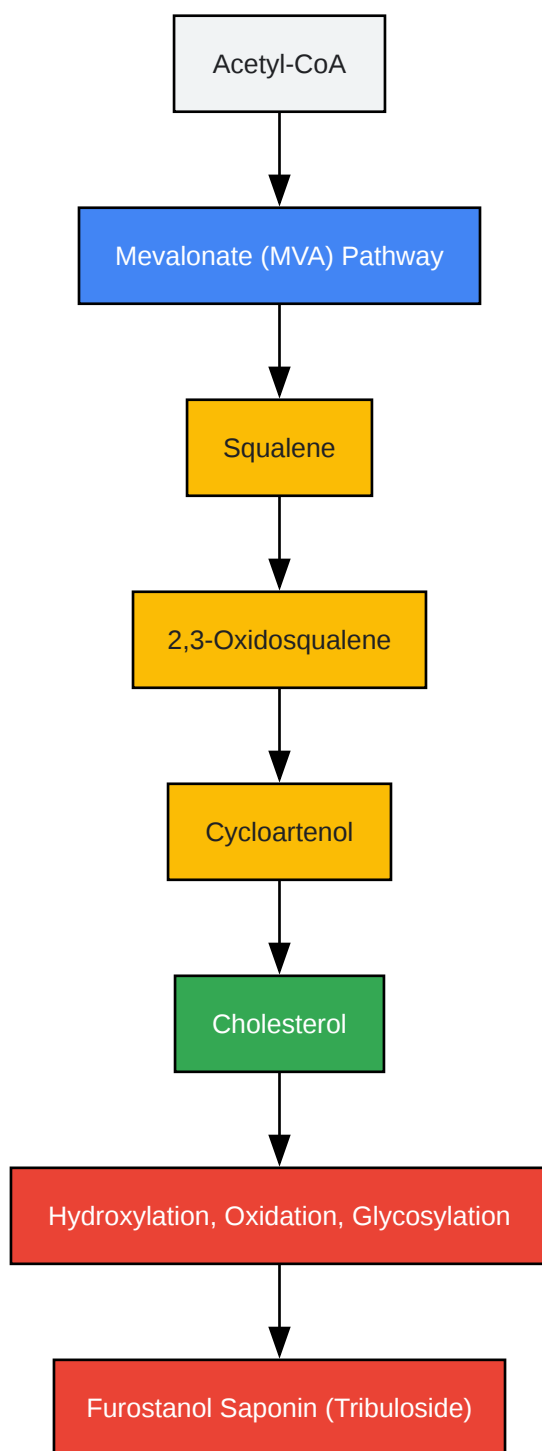 Acetyl-CoA
Mevalonate (MVA) Pathway
Squalene
2,3-Oxidosqualene
Cycloartenol
Cholesterol
Hydroxylation, Oxidation, Glycosylation
Furostanol Saponin (Tribuloside)